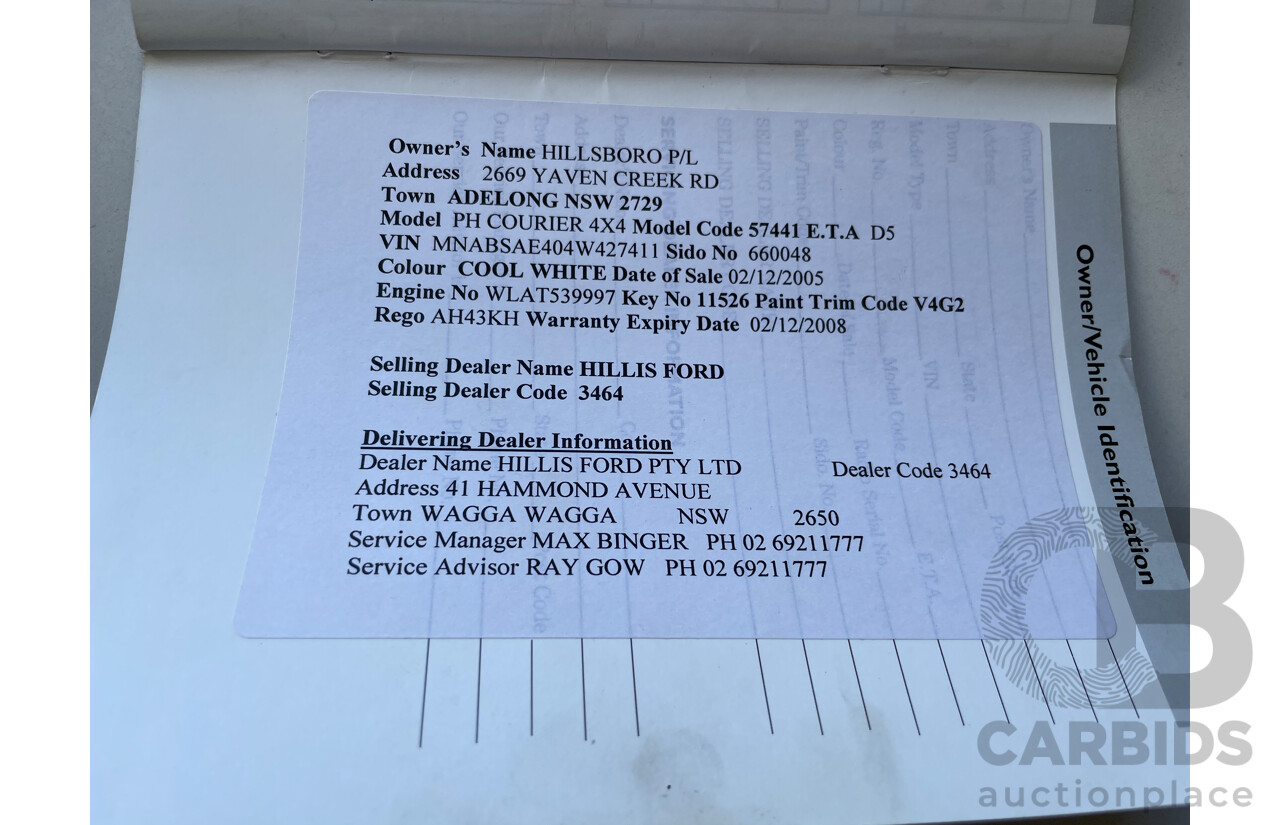 Owner's Name HILLSBORO P/L
Address 2669 YAVEN CREEK RD
Town ADELONG NSW 2729
Model PH COURIER 4X4 Model Code 57441 E.T.A D5
VIN MNABSAE404W427411 Sido No 660048
Colour COOL WHITE Date of Sale 02/12/2005
Engine No WLAT539997 Key No 11526 Paint Trim Code V4G2
Rego AH43KH Warranty Expiry Date 02/12/2008
Selling Dealer Name HILLIS FORD
Selling Dealer Code 3464
Delivering Dealer Information
Dealer Name HILLIS FORD PTY LTD Dealer Code 3464
Address 41 HAMMOND AVENUE
Town WAGGA WAGGA NSW 2650
Service Manager MAX BINGER PH 02 69211777
Service Advisor RAY GOW PH 02 69211777
Owner/Vehicle Identification
CB
CARBIDS
auctionplace